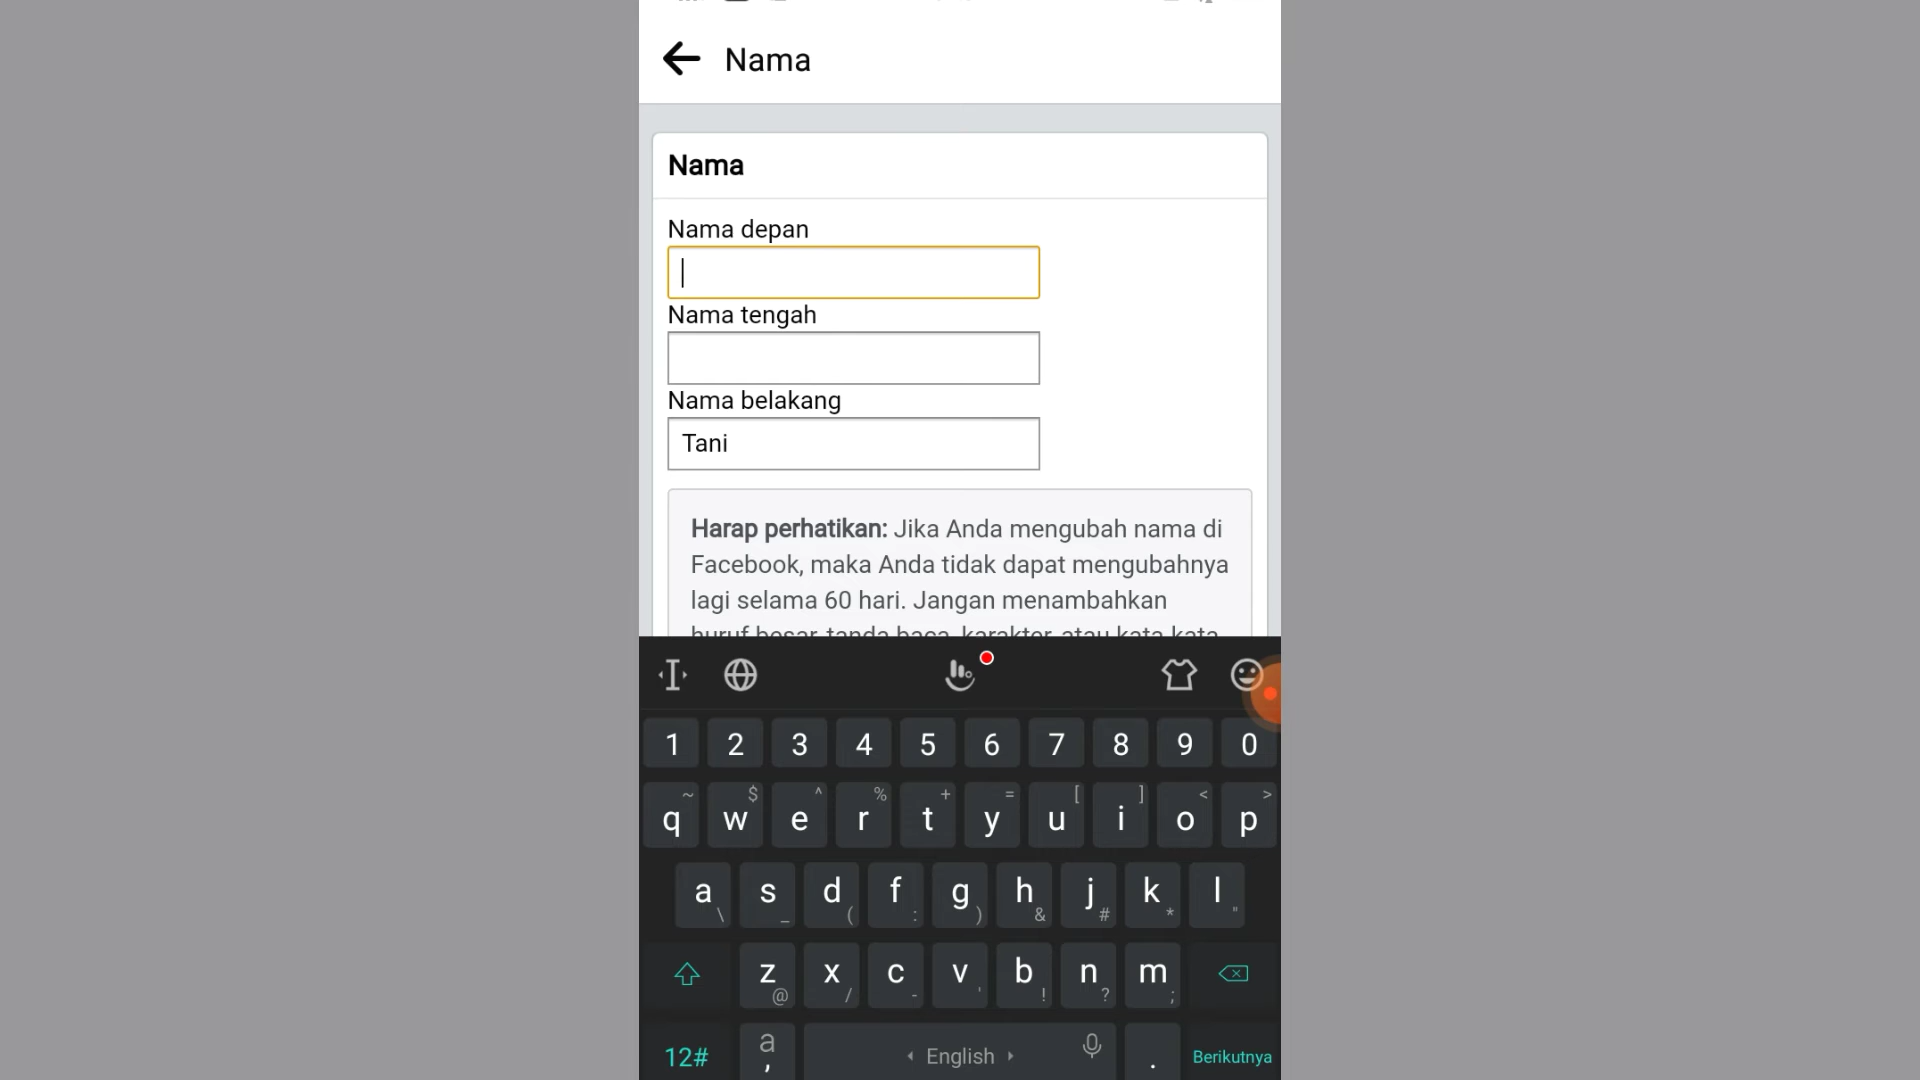 Nama
Nama
Nama depan
Nama tengah
Nama belakang
Tani
Harap perhatikan: Jika Anda mengubah nama di
Facebook, maka Anda tidak dapat mengubahnya
lagi selama 60 hari. Jangan menambahkan
huruf besar, tanda baca, karakter, atau kata kata
1 2 3 4 5 6 7 8 9 0
~ $ ^ % + = [ ] < >
q w e r t y u i o p
a s d f g h j k l
\ _ ( : ) & # * "
z x c v b n m
@ / - ' ! ? ;
12# a , English . Berikutnya